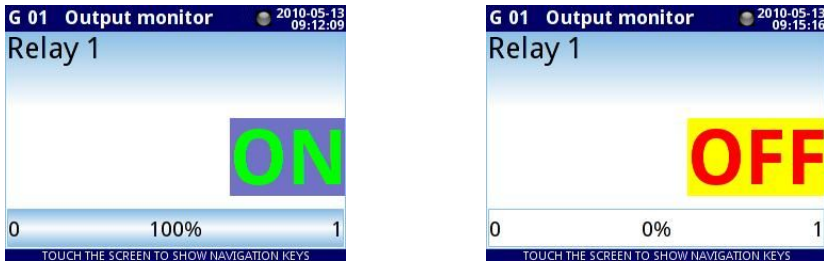 G 01 Output monitor 2010-05-13
09:12:09
Relay 1
ON
0 100% 1
TOUCH THE SCREEN TO SHOW NAVIGATION KEYS
G 01 Output monitor 2010-05-13
09:15:16
Relay 1
OFF
0 0% 1
TOUCH THE SCREEN TO SHOW NAVIGATION KEYS